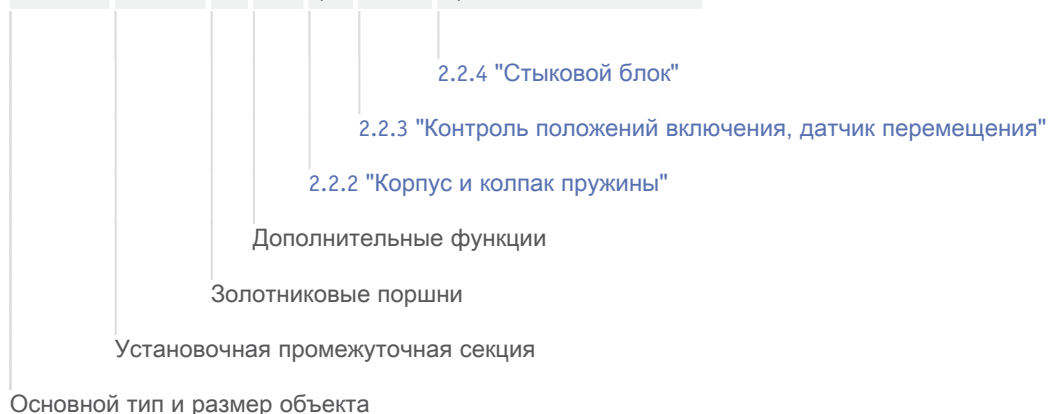 2.2.4 "Стыковой блок"
2.2.3 "Контроль положений включения, датчик перемещения"
2.2.2 "Корпус и колпак пружины"
Дополнительные функции
Золотниковые поршни
Установочная промежуточная секция
Основной тип и размер объекта